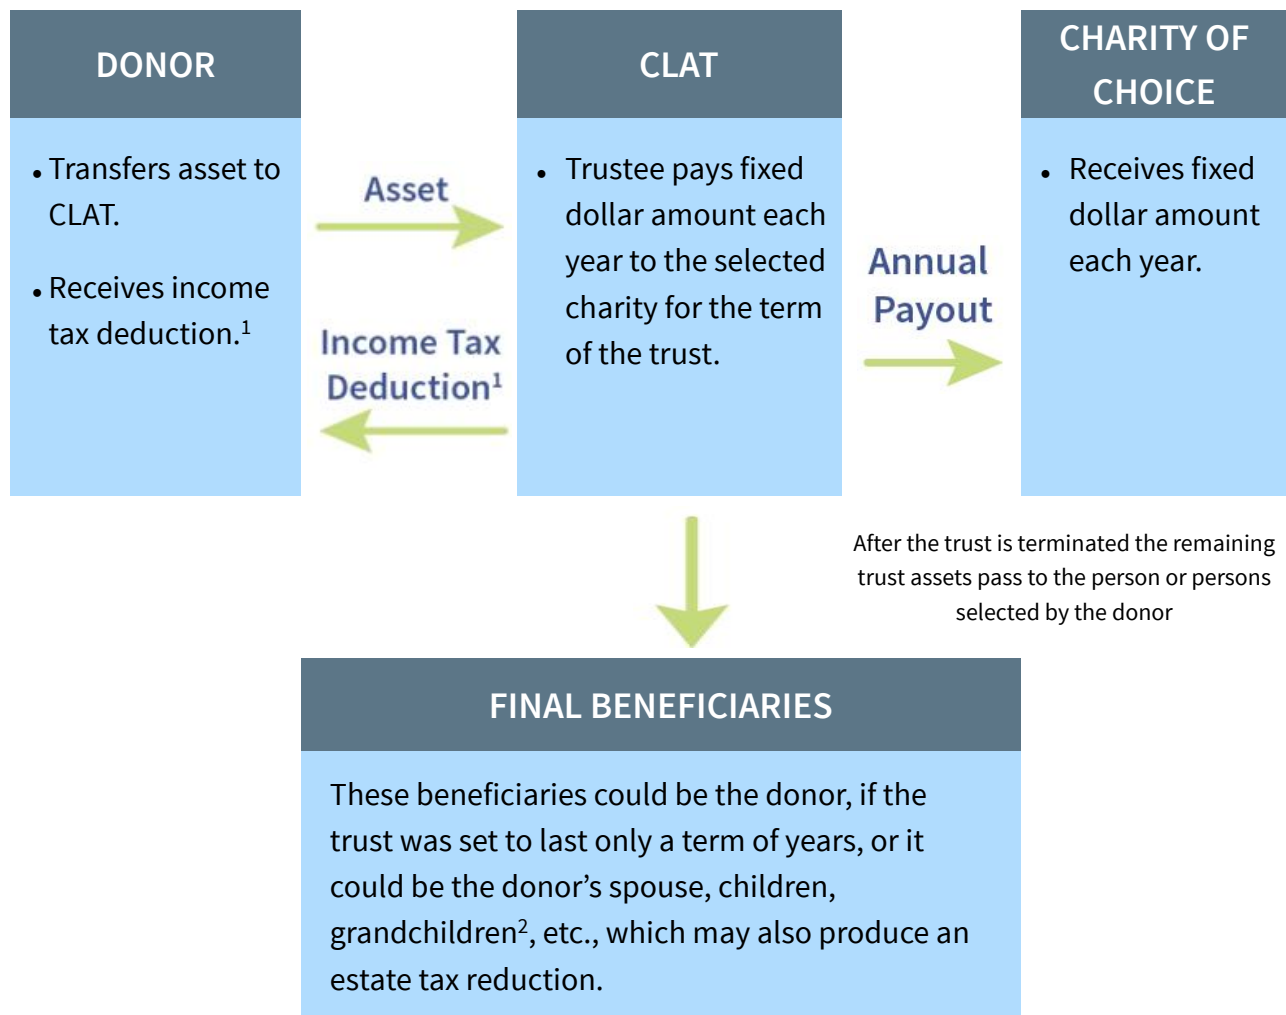 DONOR
• Transfers asset to
CLAT.
• Receives income
tax deduction.¹
Asset
Income Tax
Deduction¹
CLAT
• Trustee pays fixed
dollar amount each
year to the selected
charity for the term
of the trust.
Annual
Payout
CHARITY OF
CHOICE
• Receives fixed
dollar amount
each year.
After the trust is terminated the remaining
trust assets pass to the person or persons
selected by the donor
FINAL BENEFICIARIES
These beneficiaries could be the donor, if the
trust was set to last only a term of years, or it
could be the donor’s spouse, children,
grandchildren², etc., which may also produce an
estate tax reduction.